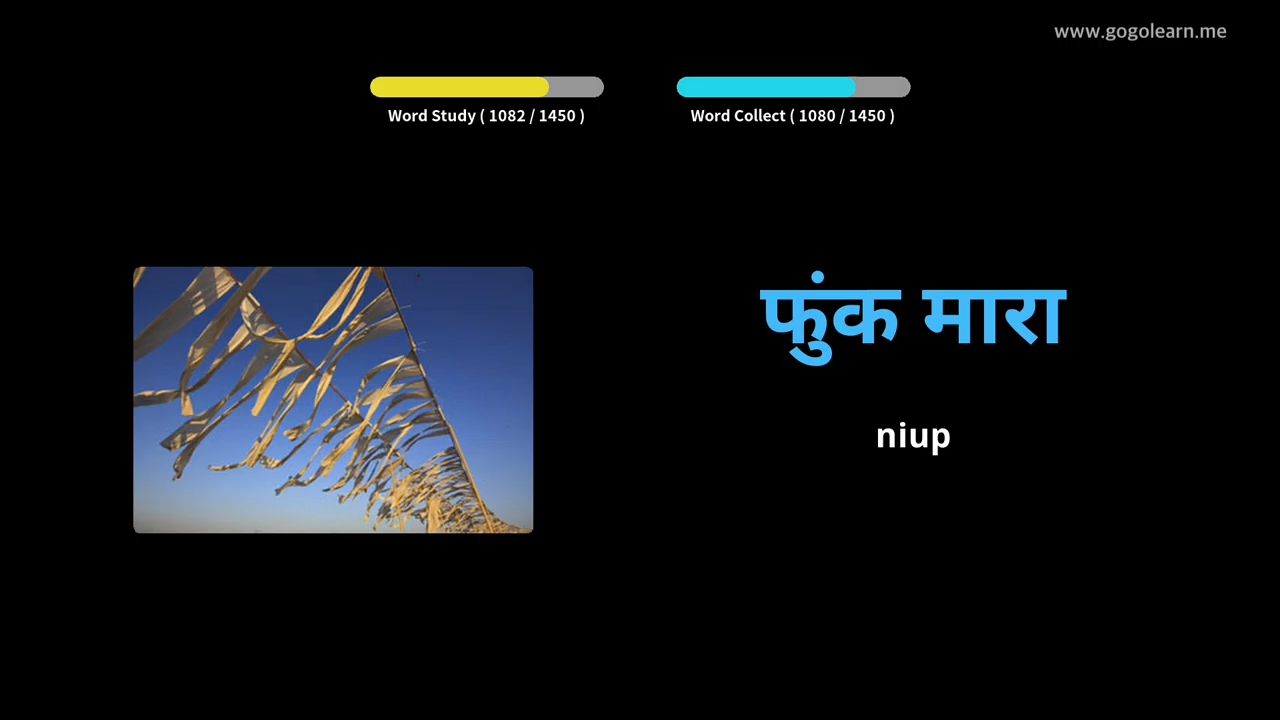 www.gogolearn.me
Word Study ( 1082 / 1450 )
Word Collect ( 1080 / 1450 )
फुंक मारा
niup